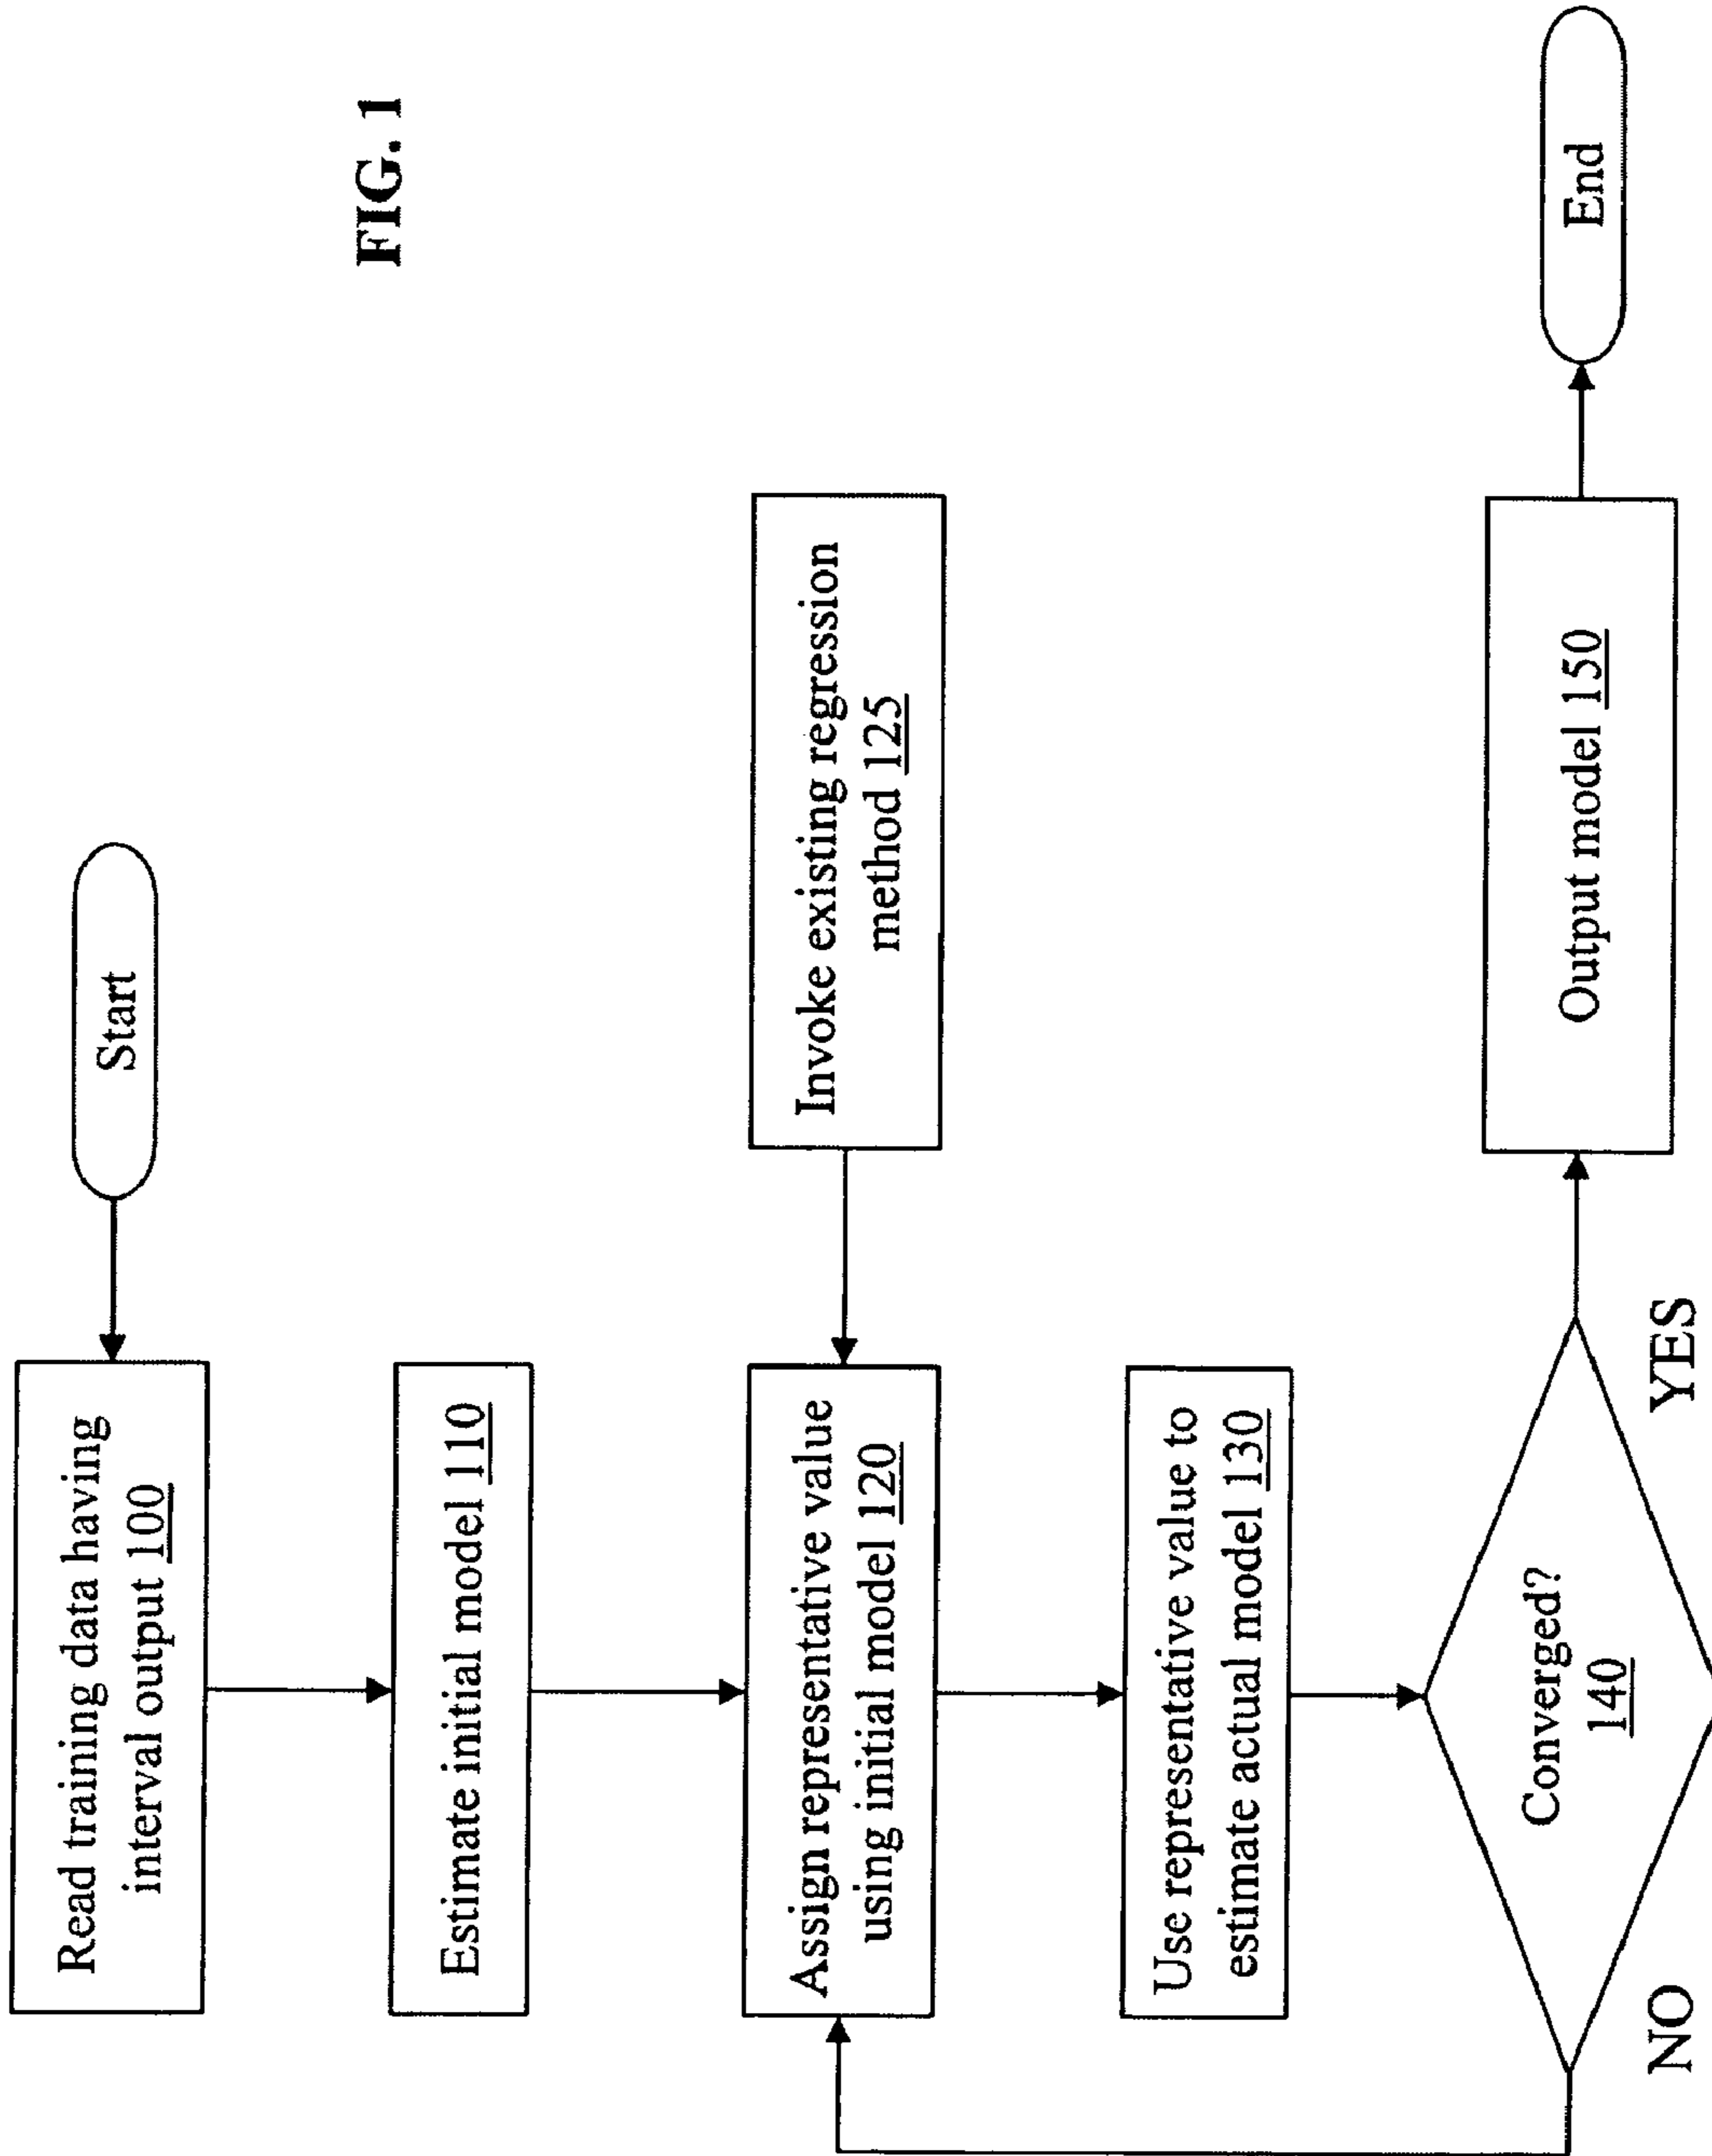 FIG. 1
Start
Read training data having
interval output 100
Estimate initial model 110
Invoke existing regression
method 125
Assign representative value
using initial model 120
Use representative value to
estimate actual model 130
Converged?
140
NO
YES
Output model 150
End